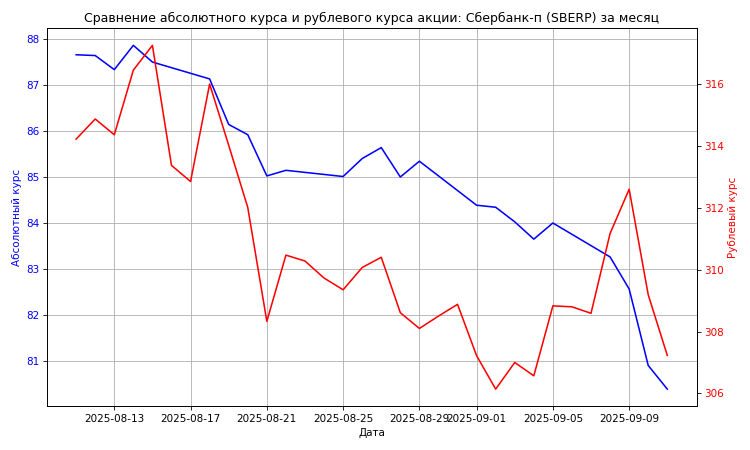 Сравнение абсолютного курса и рублевого курса акции: Сбербанк-п (SBERP) за месяц
88
87
86
85
84
83
82
81
Абсолютный курс
316
314
312
310
308
306
Рублевый курс
2025-08-13 2025-08-17 2025-08-21 2025-08-25 2025-08-29 2025-09-01 2025-09-05 2025-09-09
Дата